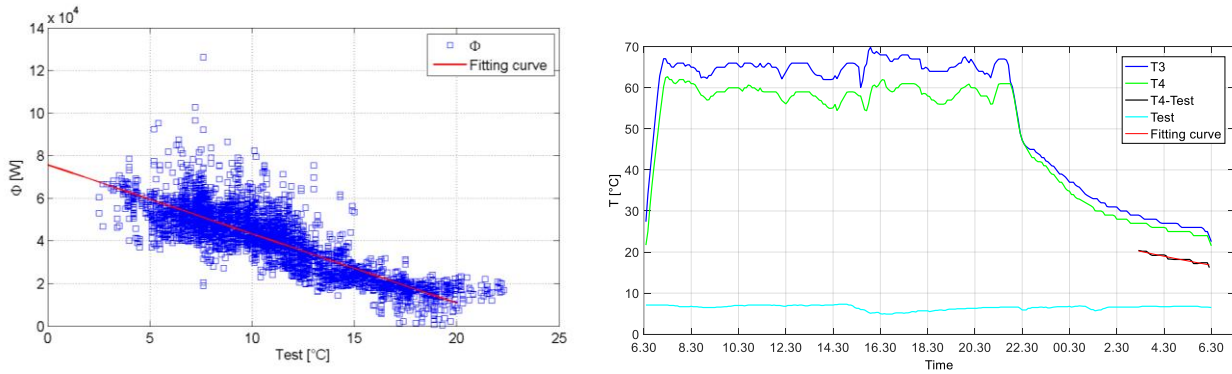 × 10⁴
14
12
10
8
6
4
2
0
Φ [W]
0 5 10 15 20 25
Test [°C]
Φ
Fitting curve
70
60
50
40
30
20
10
0
T [°C]
6.30 8.30 10.30 12.30 14.30 16.30 18.30 20.30 22.30 00.30 2.30 4.30 6.30
Time
T3
T4
T4-Test
Test
Fitting curve